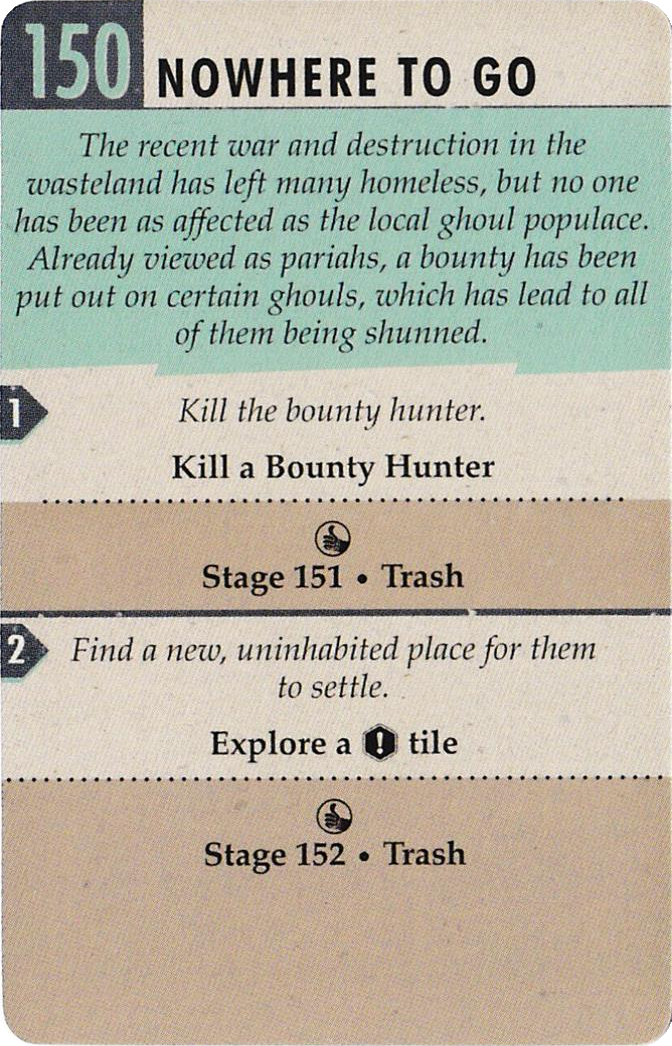 150 NOWHERE TO GO
The recent war and destruction in the
wasteland has left many homeless, but no one
has been as affected as the local ghoul populace.
Already viewed as pariahs, a bounty has been
put out on certain ghouls, which has lead to all
of them being shunned.
1 Kill the bounty hunter.
Kill a Bounty Hunter
Stage 151 • Trash
2 Find a new, uninhabited place for them
to settle.
Explore a ! tile
Stage 152 • Trash